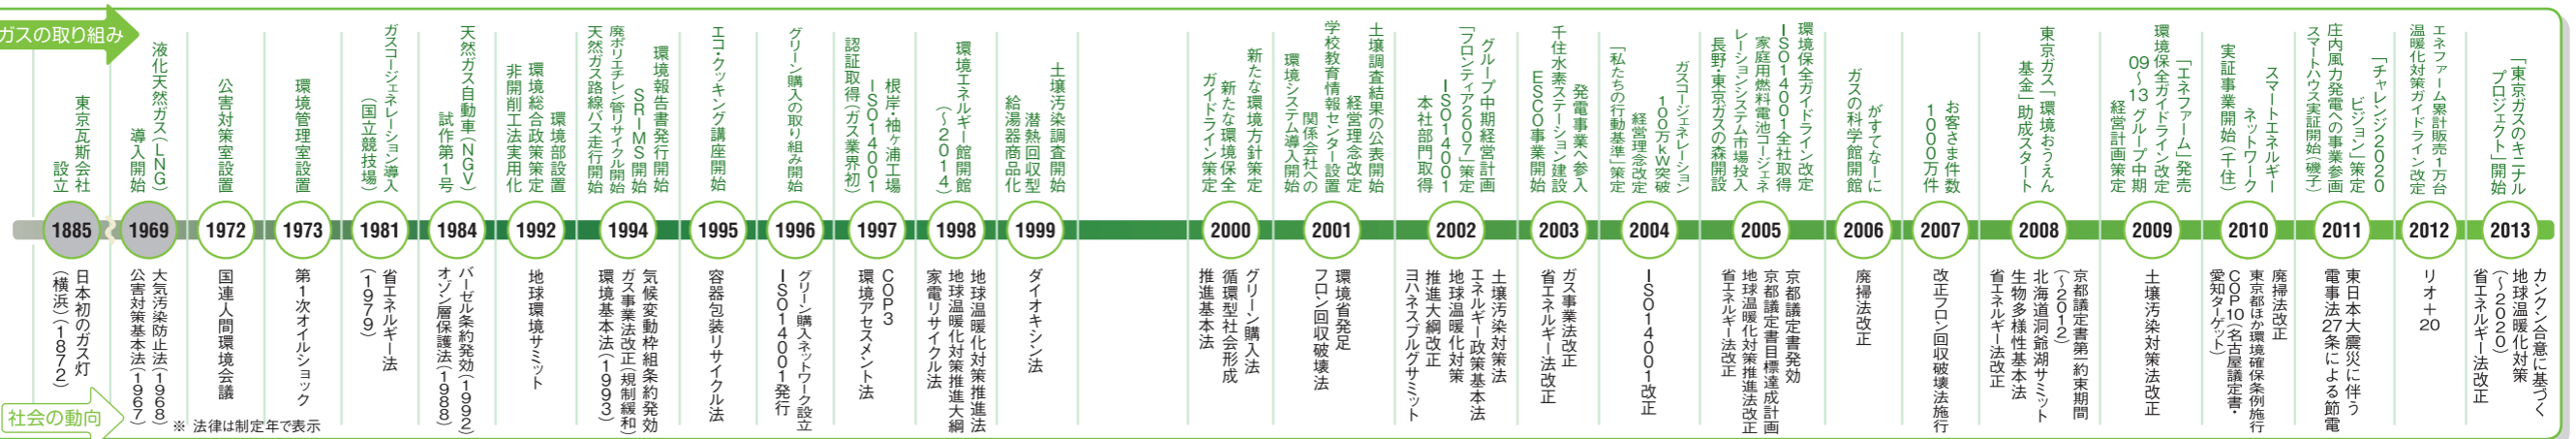 ガスの取り組み
東京瓦斯会社
設立
液化天然ガス(LNG)
導入開始
公害対策室設置
環境管理室設置
ガスコージェネレーション導入
(国立競技場)
天然ガス自動車(NGV)
試作第1号
環境部設置
環境総合政策策定
非開削工法実用化
環境報告書発行開始
SRIMS開始
廃ポリエチレン管リサイクル開始
天然ガス路線バス走行開始
エコ・クッキング講座開始
グリーン購入の取り組み開始
根岸・袖ヶ浦工場
ISO14001
認証取得(ガス業界初)
環境エネルギー館開館
(~2014)
土壌汚染調査開始
潜熱回収型
給湯器商品化
新たな環境方針策定
新たな環境保全
ガイドライン策定
土壌調査結果の公表開始
経営理念改定
学校教育情報センター設置
関係会社への
環境システム導入開始
グループ中期経営計画
「フロンティア2007」策定
ISO14001
本社部門取得
発電事業へ参入
千住水素ステーション建設
ESCO事業開始
ガスコージェネレーション
100万kW突破
経営理念改定
「私たちの行動基準」策定
環境保全ガイドライン改定
ISO14001全社取得
家庭用燃料電池コージェネ
レーションシステム市場投入
長野・東京ガスの森開設
がすてなーに
ガスの科学館開館
お客さま件数
1000万件
東京ガス「環境おうえん
基金」助成スタート
「エネファーム」発売
環境保全ガイドライン改定
09~13グループ中期
経営計画策定
スマートエネルギー
ネットワーク
実証事業開始(千住)
「チャレンジ2020
ビジョン」策定
庄内風力発電への事業参画
スマートハウス実証開始(磯子)
エネファーム累計販売1万台
温暖化対策ガイドライン改定
「東京ガスのキニナル
プロジェクト」開始
1885
1969
1972
1973
1981
1984
1992
1994
1995
1996
1997
1998
1999
2000
2001
2002
2003
2004
2005
2006
2007
2008
2009
2010
2011
2012
2013
日本初のガス灯
(横浜)(1872)
大気汚染防止法(1968)
公害対策基本法(1967)
国連人間環境会議
第1次オイルショック
省エネルギー法
(1979)
バーゼル条約発効(1992)
オゾン層保護法(1988)
地球環境サミット
気候変動枠組条約発効
ガス事業法改正(規制緩和)
環境基本法(1993)
容器包装リサイクル法
グリーン購入ネットワーク設立
ISO14001発行
COP3
環境アセスメント法
地球温暖化対策推進法
地球温暖化対策推進大綱
家電リサイクル法
ダイオキシン法
グリーン購入法
循環型社会形成
推進基本法
環境省発足
フロン回収破壊法
土壌汚染対策法
エネルギー政策基本法
地球温暖化対策
推進大綱改正
ヨハネスブルグサミット
ガス事業法改正
省エネルギー法改正
ISO14001改正
京都議定書発効
京都議定書目標達成計画
地球温暖化対策推進法改正
省エネルギー法改正
廃掃法改正
改正フロン回収破壊法施行
京都議定書第一約束期間
(~2012)
北海道洞爺湖サミット
生物多様性基本法
省エネルギー法改正
土壌汚染対策法改正
廃掃法改正
東京都ほか環境確保条例施行
COP10(名古屋議定書・
愛知ターゲット)
東日本大震災に伴う
電事法27条による節電
リオ+20
カンクン合意に基づく
地球温暖化対策
(~2020)
省エネルギー法改正
社会の動向
※ 法律は制定年で表示